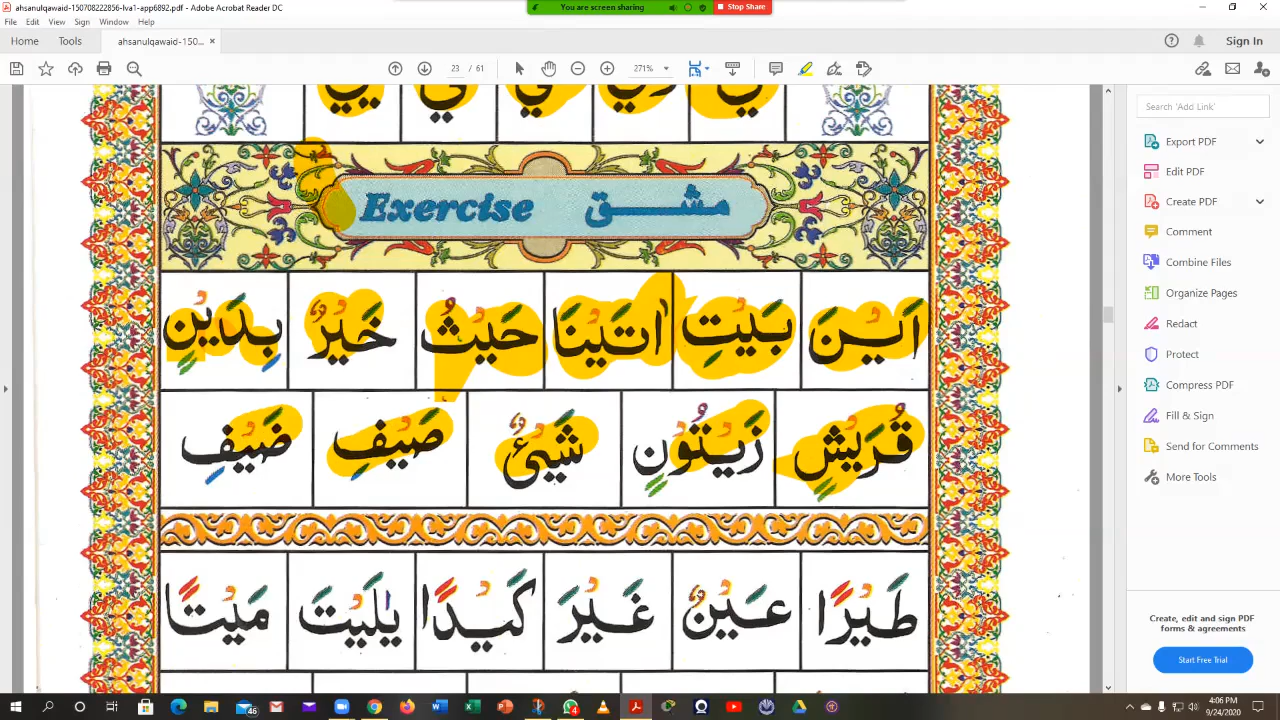 ahsanulqawaid-150708222856-lva1-app6892.pdf - Adobe Acrobat Reader DC
You are screen sharing
Stop Share
File Edit View Sign Window Help
Home
Tools
ahsanulqawaid-150...
Sign In
23 / 61
271%
Exercise
مشق
اَيْنَ بَيْتٍ اٰتَيْنَا حَيْثُ خَيْرٌ بِدَيْنٍ
قُرَيْشٍ زَيْتُوْنٍ شَيْئٌ صَيْفِ ضَيْفِ
طَيْرًا عَيْنٌ غَيْرَ كَيْدًا يٰلَيْتَ مَيْتًا
Search 'Add Link'
Export PDF
Edit PDF
Create PDF
Comment
Combine Files
Organize Pages
Redact
Protect
Compress PDF
Fill & Sign
Send for Comments
More Tools
Create, edit and sign PDF
forms & agreements
Start Free Trial
46
4
4:06 PM
9/24/2020